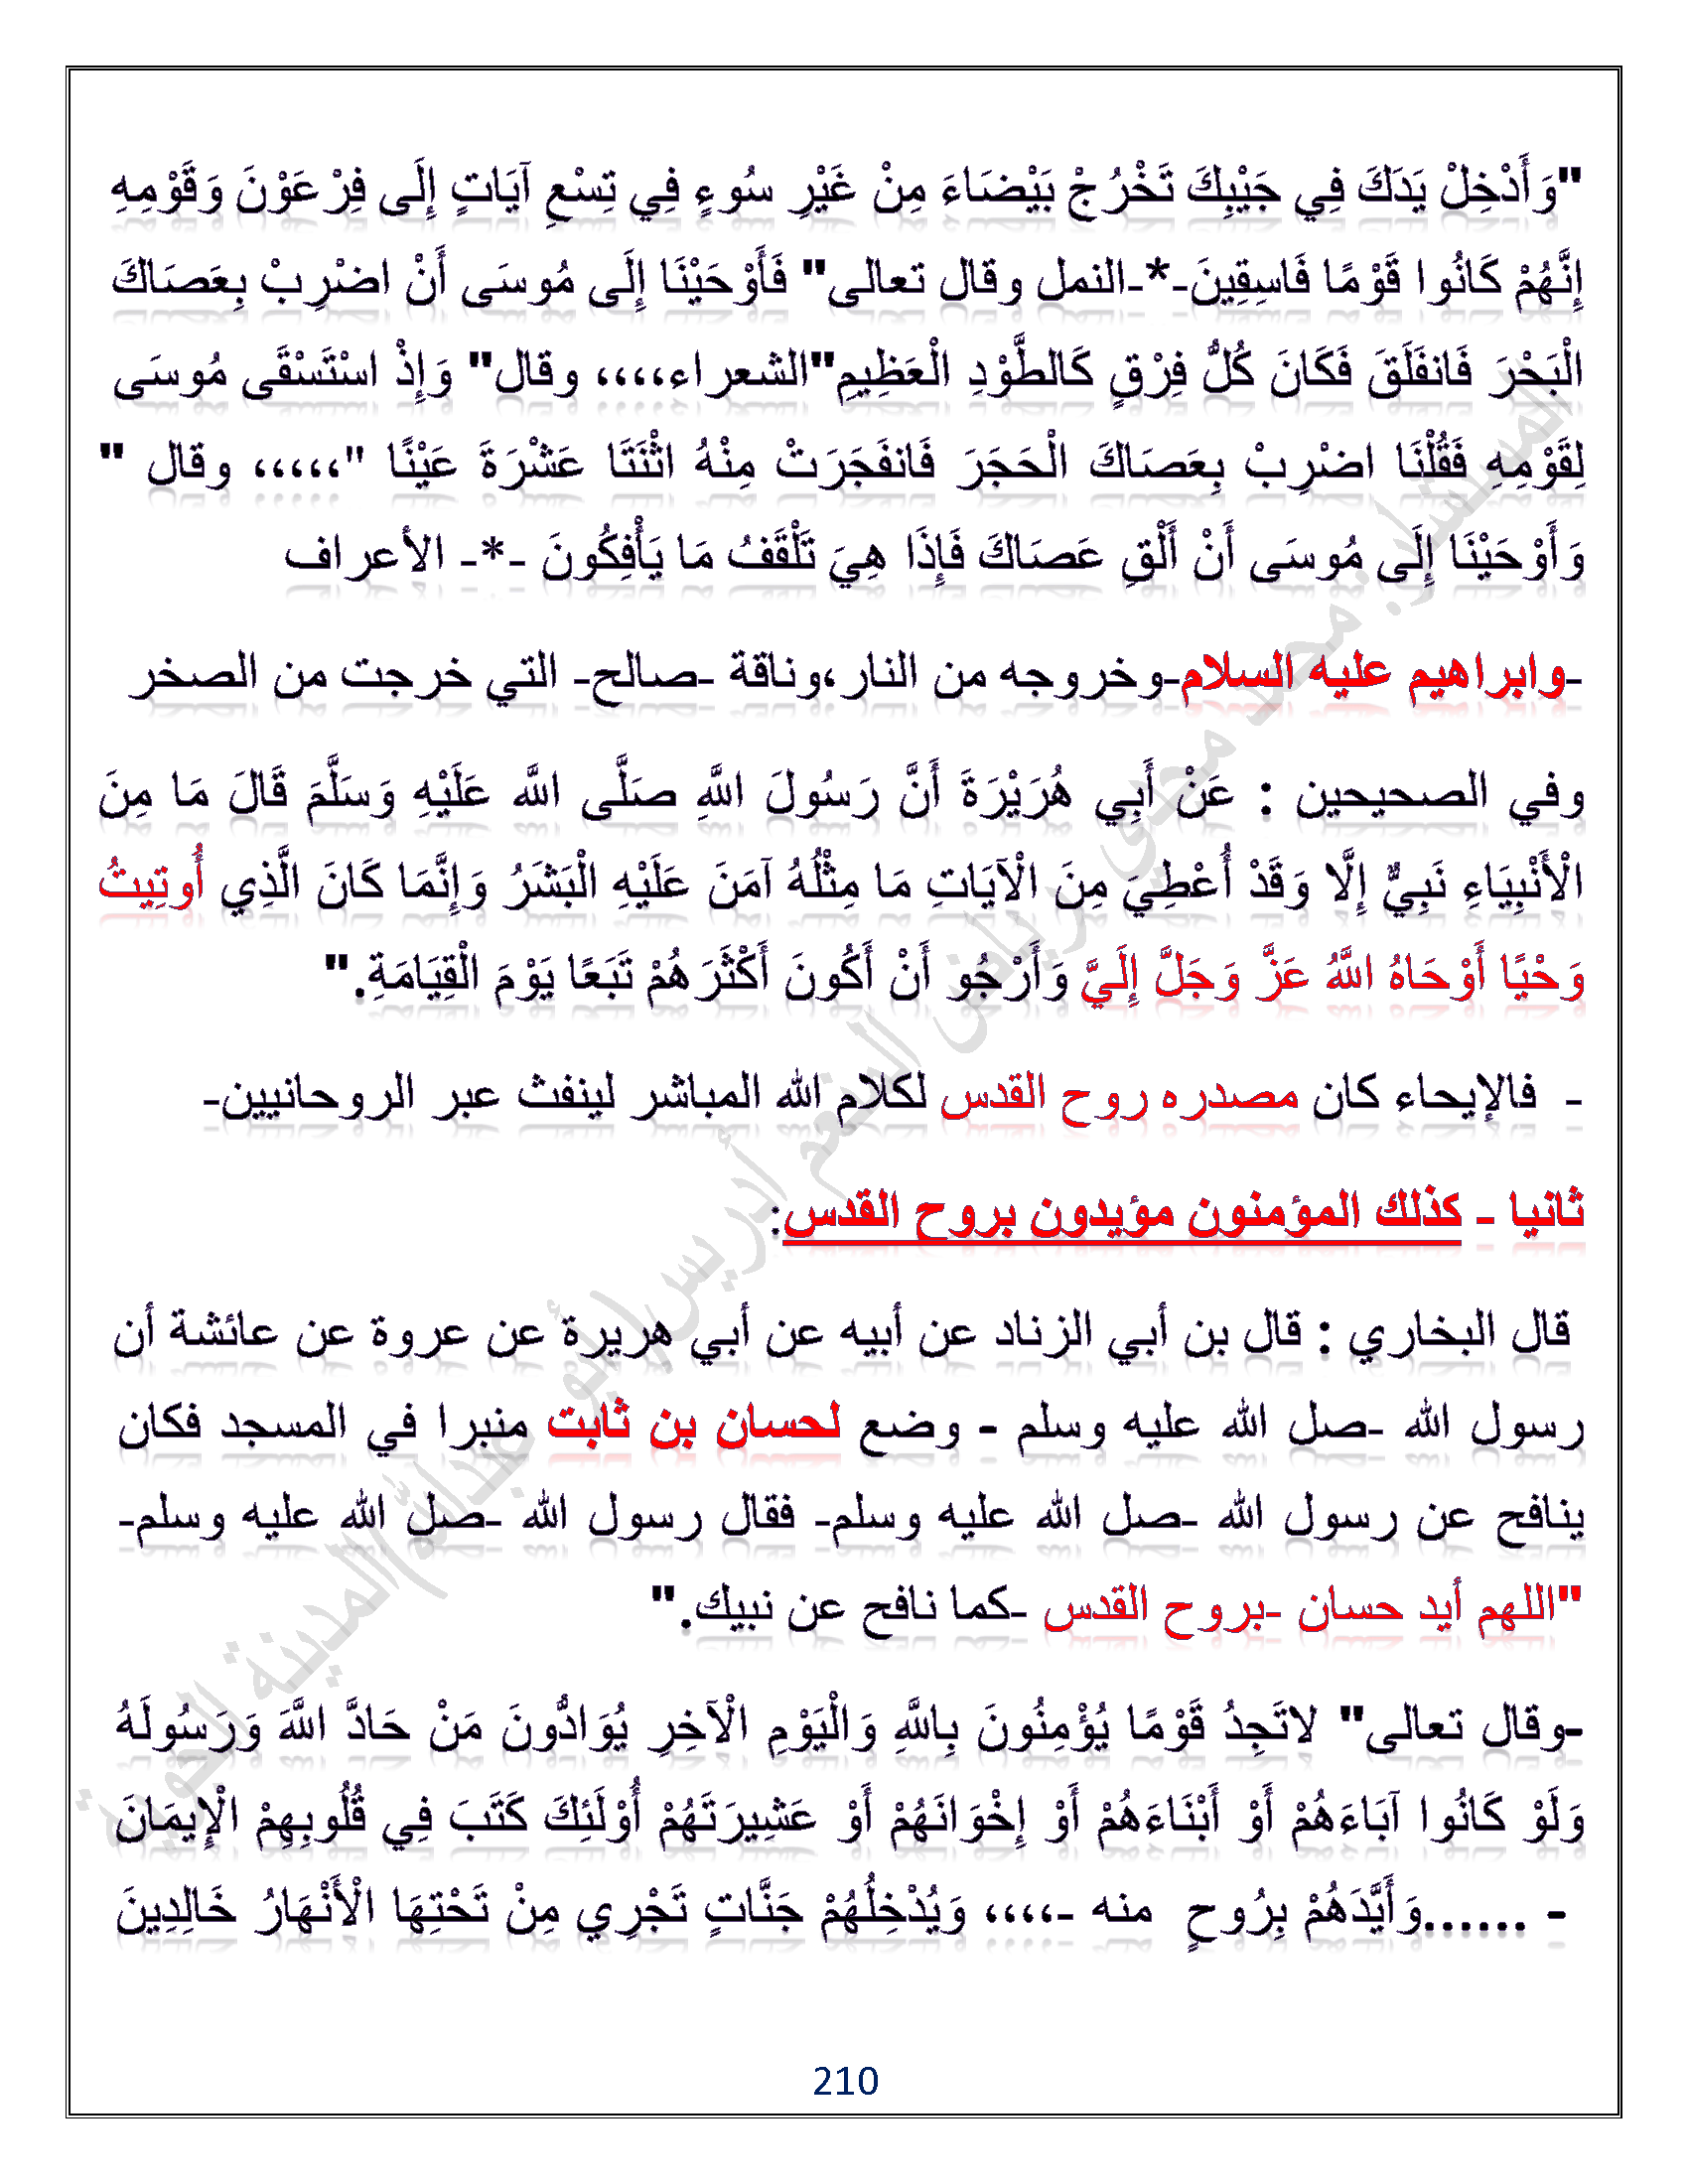 "وَأَدْخِلْ يَدَكَ فِي جَيْبِكَ تَخْرُجْ بَيْضَاءَ مِنْ غَيْرِ سُوءٍ فِي تِسْعِ آيَاتٍ إِلَى فِرْعَوْنَ وَقَوْمِهِ
إِنَّهُمْ كَانُوا قَوْمًا فَاسِقِينَ-*-النمل وقال تعالى" فَأَوْحَيْنَا إِلَى مُوسَى أَنْ اضْرِبْ بِعَصَاكَ
الْبَحْرَ فَانفَلَقَ فَكَانَ كُلُّ فِرْقٍ كَالطَّوْدِ الْعَظِيمِ"الشعراء،،،، وقال" وَإِذْ اسْتَسْقَى مُوسَى
لِقَوْمِهِ فَقُلْنَا اضْرِبْ بِعَصَاكَ الْحَجَرَ فَانفَجَرَتْ مِنْهُ اثْنَتَا عَشْرَةَ عَيْنًا "،،،،، وقال "
وَأَوْحَيْنَا إِلَى مُوسَى أَنْ أَلْقِ عَصَاكَ فَإِذَا هِيَ تَلْقَفُ مَا يَأْفِكُونَ -*- الأعراف
-وابراهيم عليه السلام-وخروجه من النار،وناقة -صالح- التي خرجت من الصخر
وفي الصحيحين : عَنْ أَبِي هُرَيْرَةَ أَنَّ رَسُولَ اللَّهِ صَلَّى اللَّه عَلَيْهِ وَسَلَّمَ قَالَ مَا مِنَ
الْأَنْبِيَاءِ نَبِيٌّ إِلَّا وَقَدْ أُعْطِيَ مِنَ الْآيَاتِ مَا مِثْلُهُ آمَنَ عَلَيْهِ الْبَشَرُ وَإِنَّمَا كَانَ الَّذِي أُوتِيتُ
وَحْيًا أَوْحَاهُ اللَّهُ عَزَّ وَجَلَّ إِلَيَّ وَأَرْجُو أَنْ أَكُونَ أَكْثَرَهُمْ تَبَعًا يَوْمَ الْقِيَامَةِ."
- فالإيحاء كان مصدره روح القدس لكلام الله المباشر لينفث عبر الروحانيين-
ثانيا - كذلك المؤمنون مؤيدون بروح القدس:
قال البخاري : قال بن أبي الزناد عن أبيه عن أبي هريرة عن عروة عن عائشة أن
رسول الله -صل الله عليه وسلم - وضع لحسان بن ثابت منبرا في المسجد فكان
ينافح عن رسول الله -صل الله عليه وسلم- فقال رسول الله -صل الله عليه وسلم-
"اللهم أيد حسان -بروح القدس -كما نافح عن نبيك."
-وقال تعالى" لاتَجِدُ قَوْمًا يُؤْمِنُونَ بِاللَّهِ وَالْيَوْمِ الْآخِرِ يُوَادُّونَ مَنْ حَادَّ اللَّهَ وَرَسُولَهُ
وَلَوْ كَانُوا آبَاءَهُمْ أَوْ أَبْنَاءَهُمْ أَوْ إِخْوَانَهُمْ أَوْ عَشِيرَتَهُمْ أُوْلَئِكَ كَتَبَ فِي قُلُوبِهِمْ الْإِيمَانَ
- ......وَأَيَّدَهُمْ بِرُوحٍ منه -،،،، وَيُدْخِلُهُمْ جَنَّاتٍ تَجْرِي مِنْ تَحْتِهَا الْأَنْهَارُ خَالِدِينَ
210